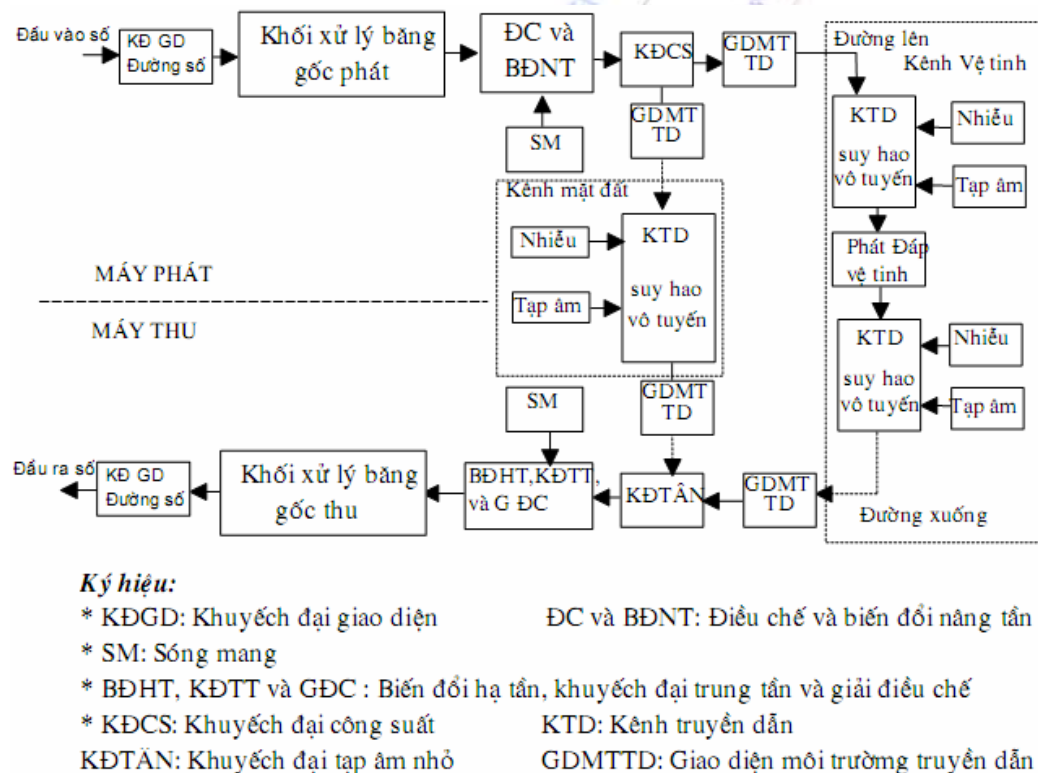 Đầu vào số
KĐ GD
Đường số
Khối xử lý băng
gốc phát
ĐC và
BĐNT
KĐCS
GDMT
TD
Đường lên
Kênh Vệ tinh
KTD
suy hao
vô tuyến
Nhiễu
Tạp âm
SM
GDMT
TD
Kênh mặt đất
Nhiễu
Tạp âm
KTD
suy hao
vô tuyến
Phát Đáp
vệ tinh
MÁY PHÁT
MÁY THU
KTD
suy hao
vô tuyến
Nhiễu
Tạp âm
SM
GDMT
TD
Đầu ra số
KĐ GD
Đường số
Khối xử lý băng
gốc thu
BĐHT,KĐTT,
và G ĐC
KĐTÂN
GDMT
TD
Đường xuống
Ký hiệu:
* KĐGD: Khuyếch đại giao diện ĐC và BĐNT: Điều chế và biến đổi nâng tần
* SM: Sóng mang
* BĐHT, KĐTT và GĐC : Biến đổi hạ tần, khuyếch đại trung tần và giải điều chế
* KĐCS: Khuyếch đại công suất KTD: Kênh truyền dẫn
KĐTÂN: Khuyếch đại tạp âm nhỏ GDMTTD: Giao diện môi trườmg truyền dẫn